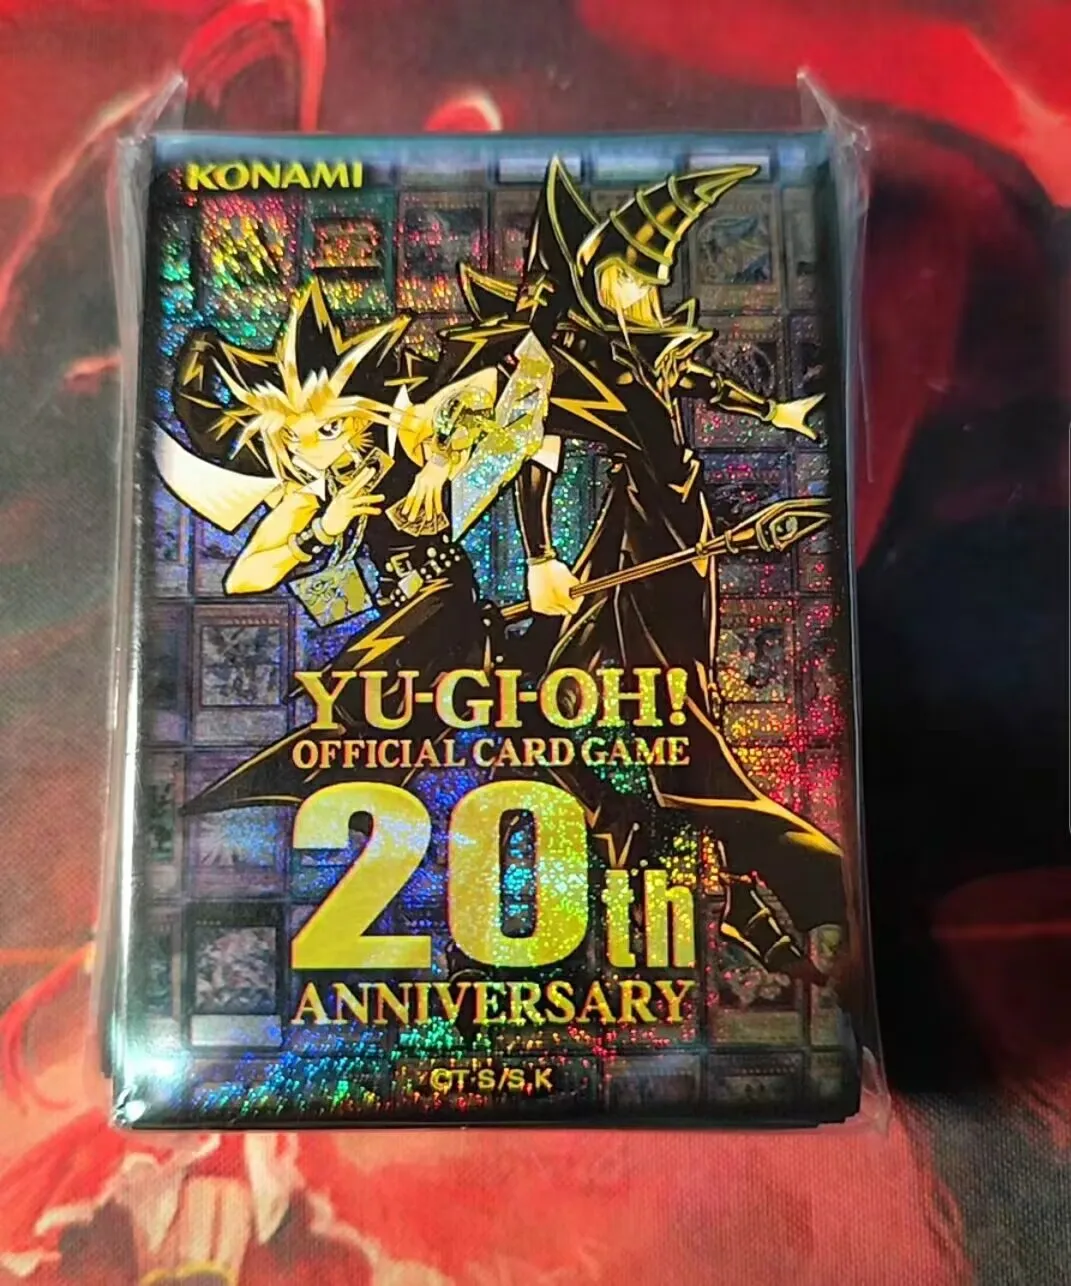 KONAMI
YU-GI-OH!
OFFICIAL CARD GAME
20th
ANNIVERSARY
©T S/S, K